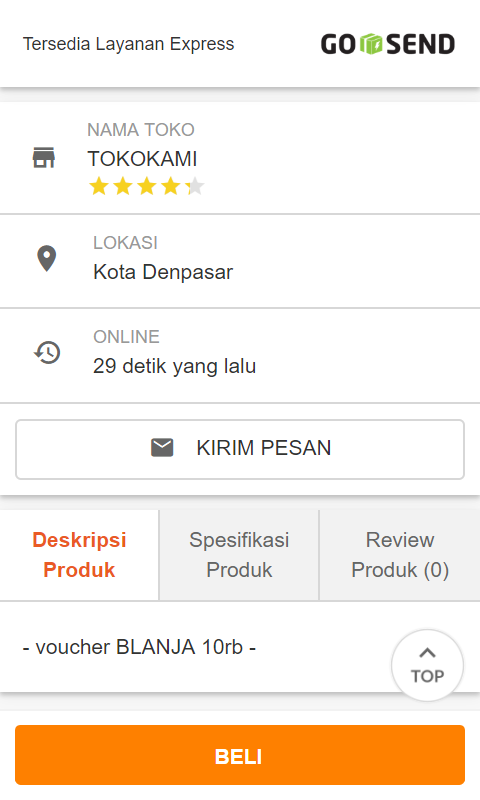 Tersedia Layanan Express
GO SEND
NAMA TOKO
TOKOKAMI
LOKASI
Kota Denpasar
ONLINE
29 detik yang lalu
KIRIM PESAN
Deskripsi
Produk
Spesifikasi
Produk
Review
Produk (0)
- voucher BLANJA 10rb -
TOP
BELI